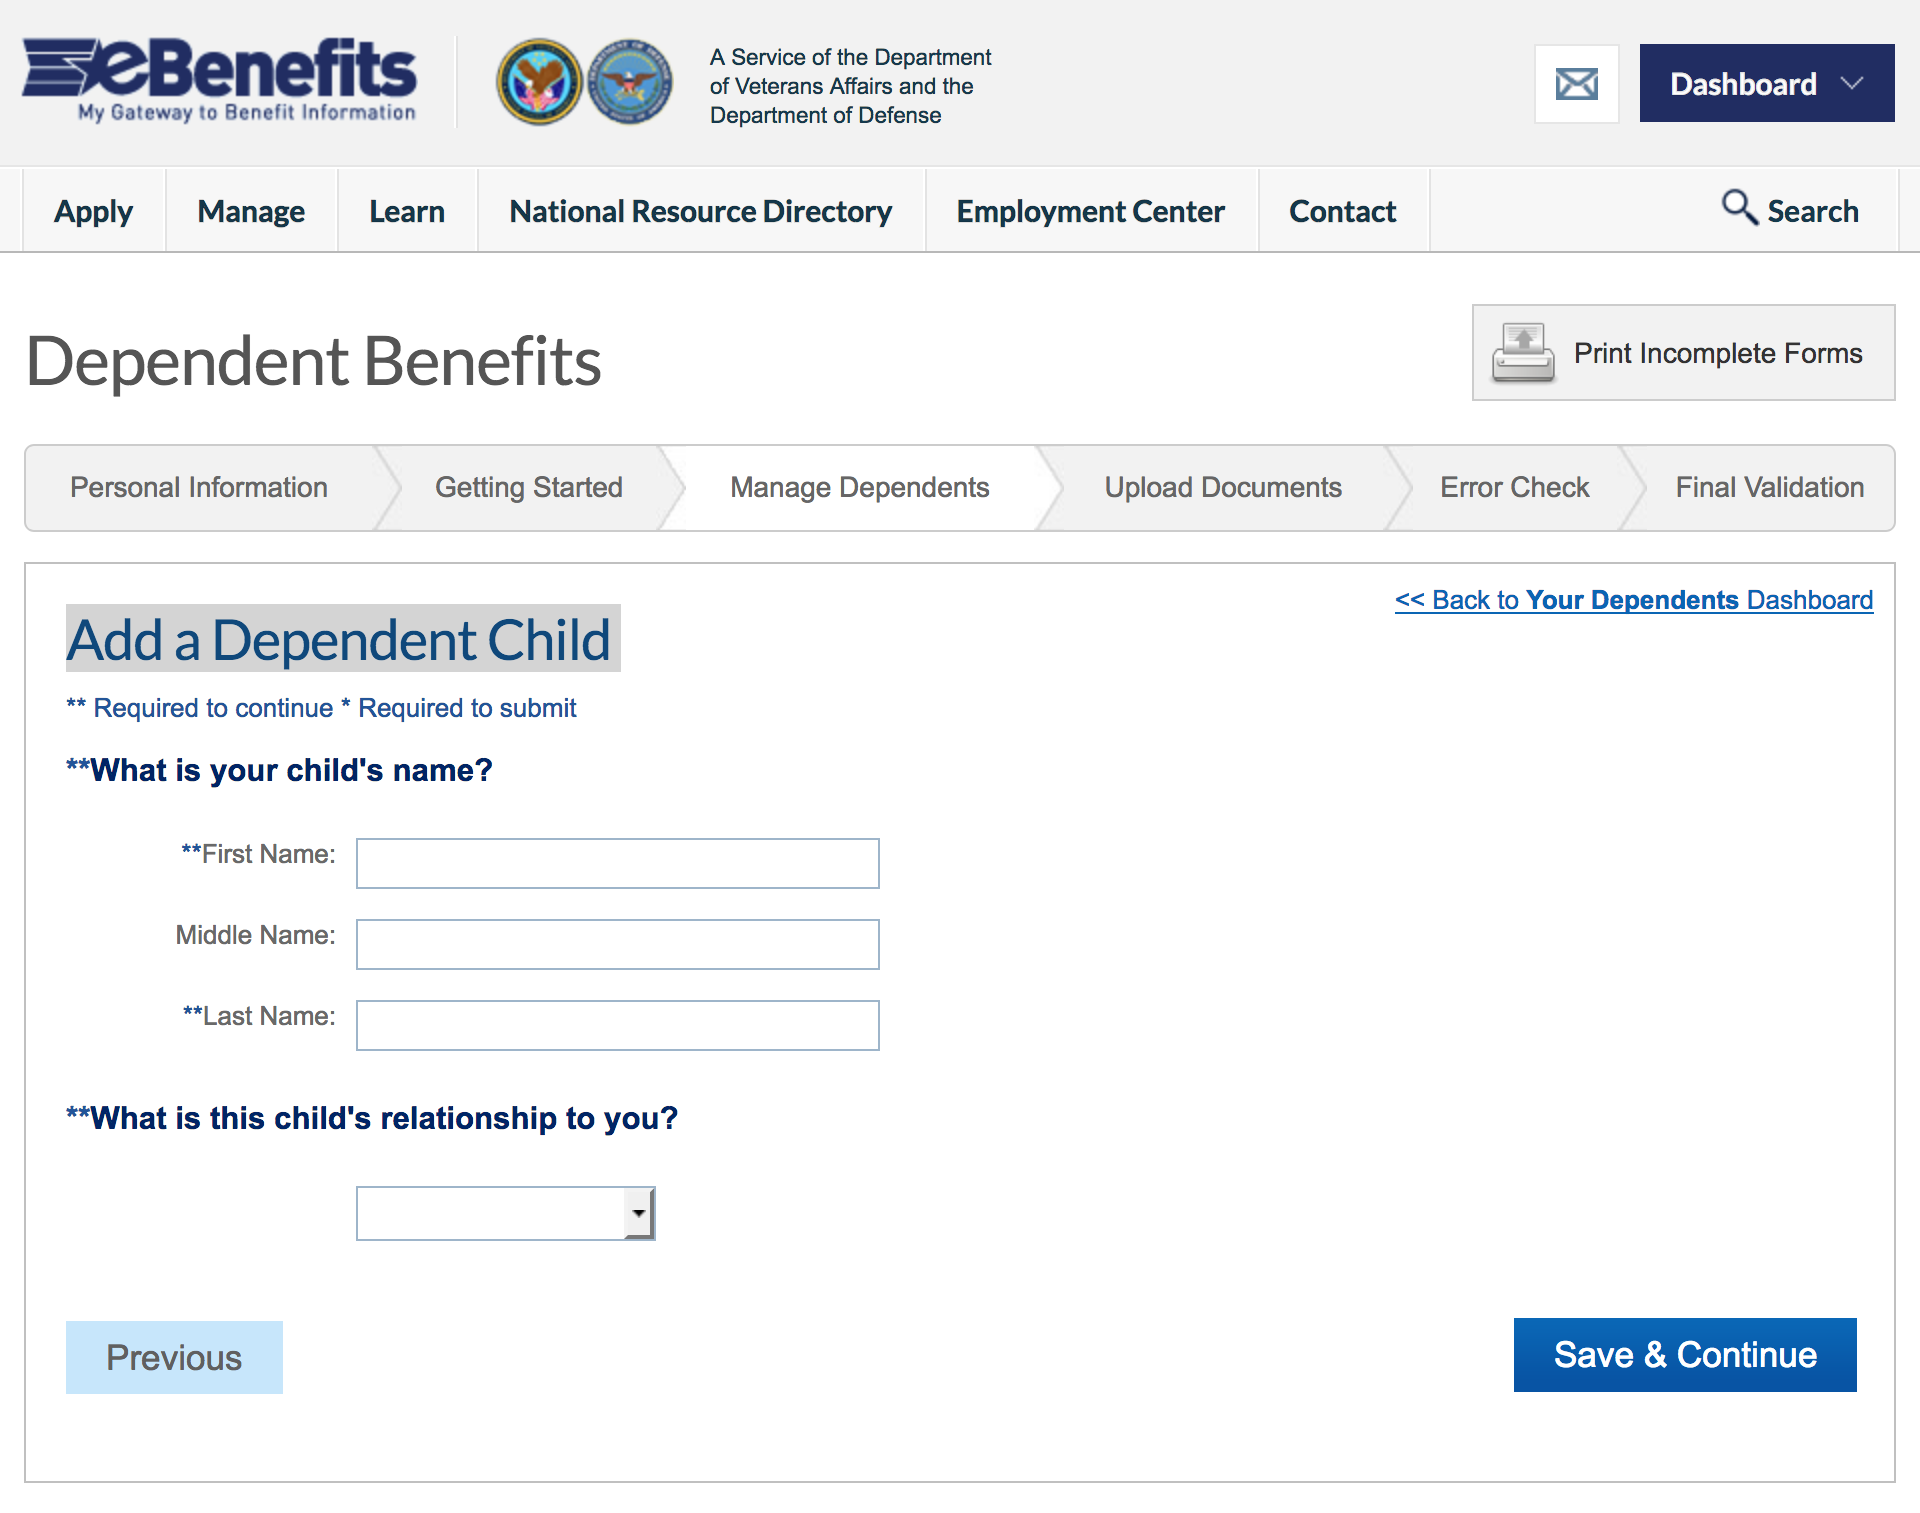 eBenefits
My Gateway to Benefit Information
A Service of the Department
of Veterans Affairs and the
Department of Defense
Dashboard
Apply
Manage
Learn
National Resource Directory
Employment Center
Contact
Search
Dependent Benefits
Print Incomplete Forms
Personal Information
Getting Started
Manage Dependents
Upload Documents
Error Check
Final Validation
<< Back to Your Dependents Dashboard
Add a Dependent Child
** Required to continue * Required to submit
**What is your child's name?
**First Name:
Middle Name:
**Last Name:
**What is this child's relationship to you?
Previous
Save & Continue